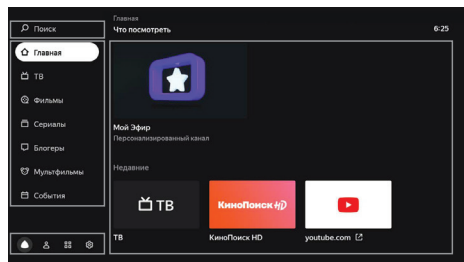 Поиск
Главная
ТВ
Фильмы
Сериалы
Блогеры
Мультфильмы
События
Главная
Что посмотреть
6:25
Мой Эфир
Персонализированный канал
Недавние
ТВ
КиноПоиск HD
ТВ
КиноПоиск HD
youtube.com